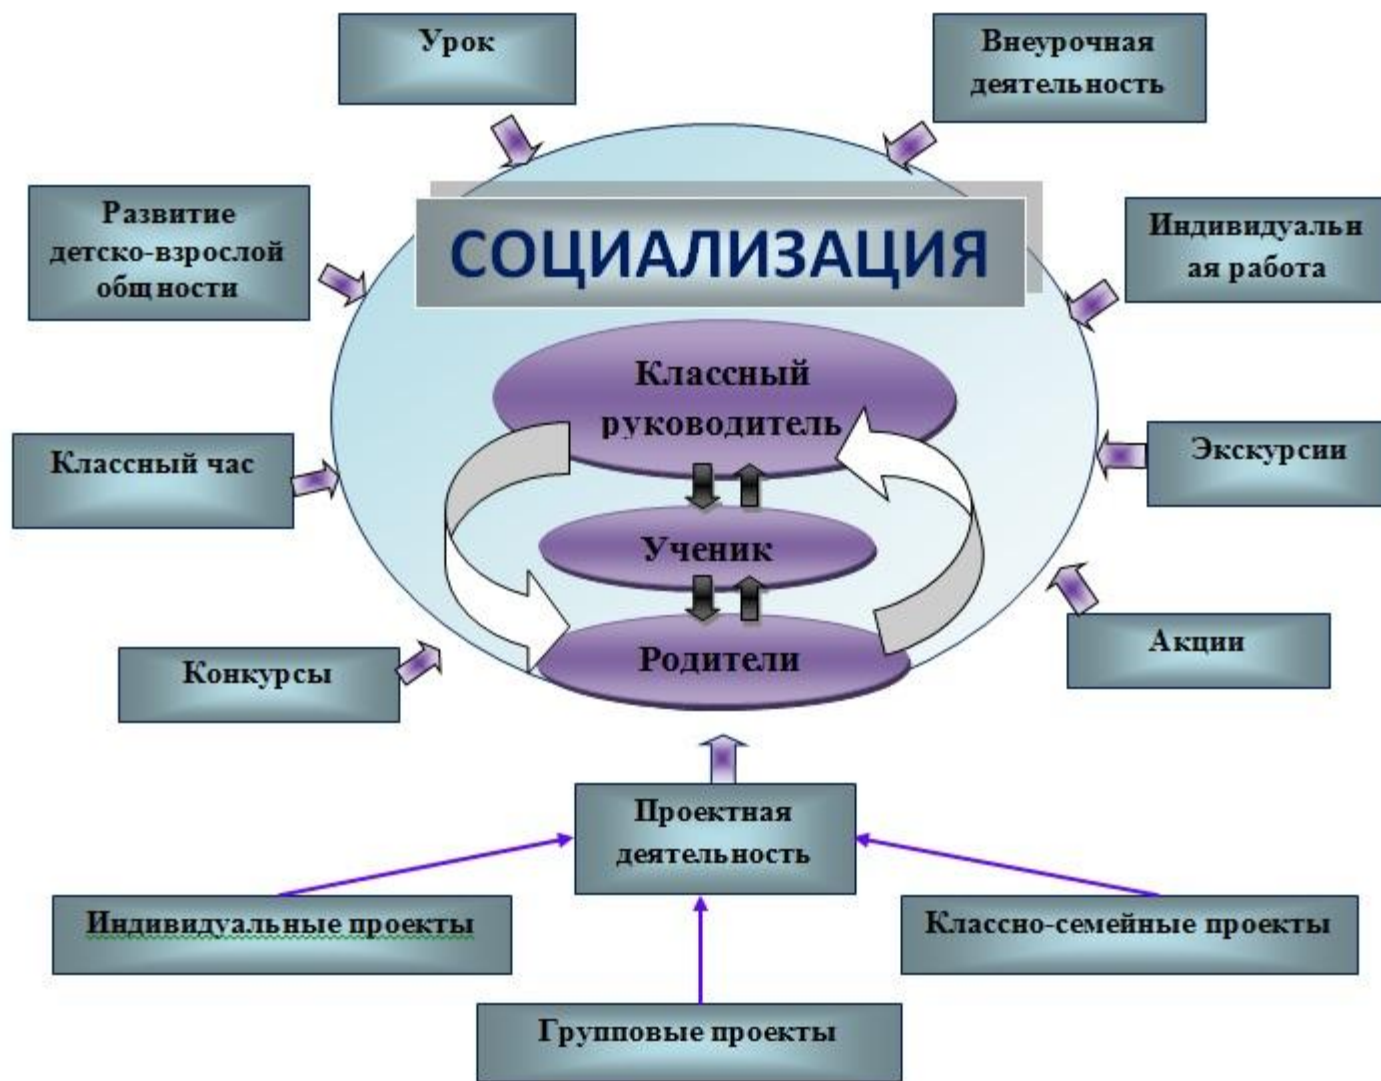 Урок
Внеурочная
деятельность
Развитие
детско-взрослой
общности
СОЦИАЛИЗАЦИЯ
Индивидуальн
ая работа
Классный
руководитель
Классный час
Экскурсии
Ученик
Конкурсы
Родители
Акции
Проектная
деятельность
Индивидуальные проекты
Классно-семейные проекты
Групповые проекты